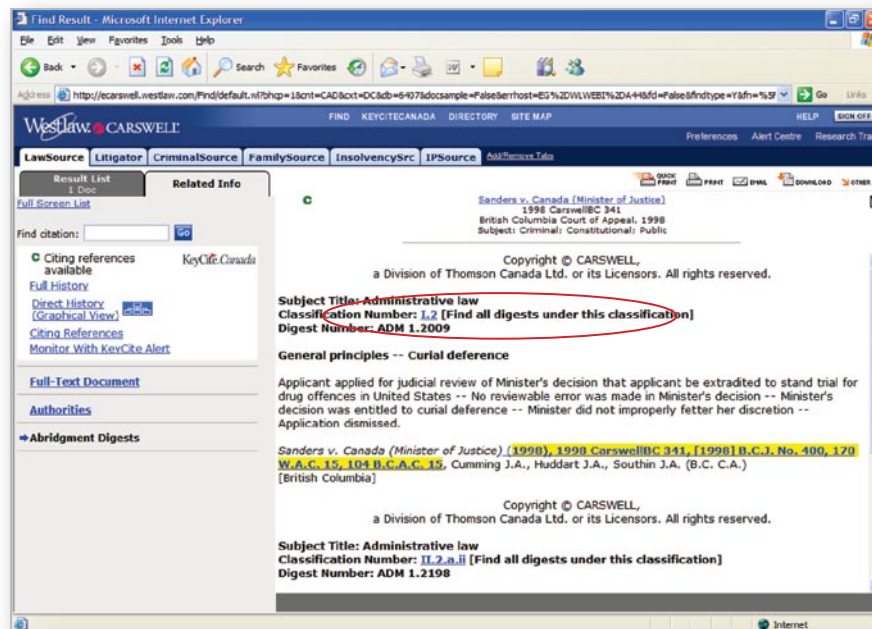 Find Result - Microsoft Internet Explorer
File Edit View Favorites Tools Help
Back Search Favorites
Address http://ecarswell.westlaw.com/Find/default.wl?bhcp=1&cnt=CAD&cxt=DC&db=6407&docsample=False&errhost=EG%2DWLWEBI%2DA44&fd=False&findtype=Y&fn=%5F Go Links
Westlaw CARSWELL
FIND KEYCITECANADA DIRECTORY SITE MAP HELP SIGN OFF
Preferences Alert Centre Research Tra
LawSource Litigator CriminalSource FamilySource InsolvencySrc IPSource Add/Remove Tabs
Result List
1 Doc
Related Info
QUICK PRINT PRINT EMAIL DOWNLOAD OTHER
Full Screen List
Find citation: Go
C Citing references available
KeyCite.Canada
Full History
Direct History
(Graphical View)
Citing References
Monitor With KeyCite Alert
Full-Text Document
Authorities
Abridgment Digests
C
Sanders v. Canada (Minister of Justice)
1998 CarswellBC 341
British Columbia Court of Appeal, 1998
Subject: Criminal; Constitutional; Public
Copyright © CARSWELL,
a Division of Thomson Canada Ltd. or its Licensors. All rights reserved.
Subject Title: Administrative law
Classification Number: I.2 [Find all digests under this classification]
Digest Number: ADM 1.2009
General principles -- Curial deference
Applicant applied for judicial review of Minister's decision that applicant be extradited to stand trial for
drug offences in United States -- No reviewable error was made in Minister's decision -- Minister's
decision was entitled to curial deference -- Minister did not improperly fetter her discretion --
Application dismissed.
Sanders v. Canada (Minister of Justice) (1998), 1998 CarswellBC 341, [1998] B.C.J. No. 400, 170
W.A.C. 15, 104 B.C.A.C. 15, Cumming J.A., Huddart J.A., Southin J.A. (B.C. C.A.)
[British Columbia]
Copyright © CARSWELL,
a Division of Thomson Canada Ltd. or its Licensors. All rights reserved.
Subject Title: Administrative law
Classification Number: II.2.a.ii [Find all digests under this classification]
Digest Number: ADM 1.2198
Internet